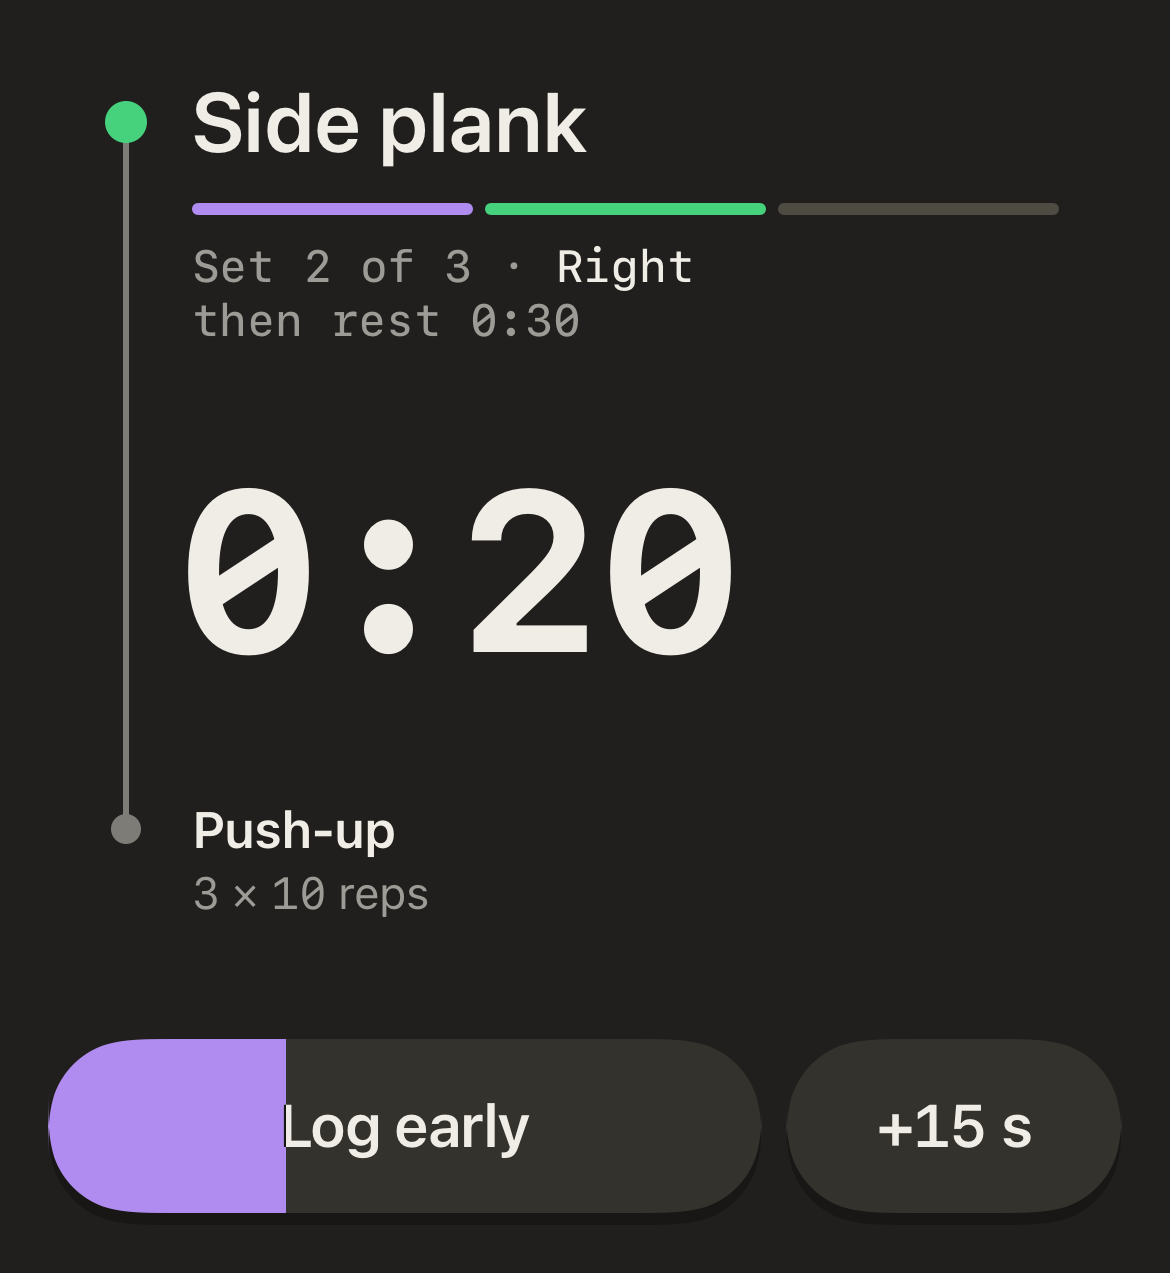 Side plank
Set 2 of 3 · Right
then rest 0:30
0:20
Push-up
3 × 10 reps
Log early
+15 s